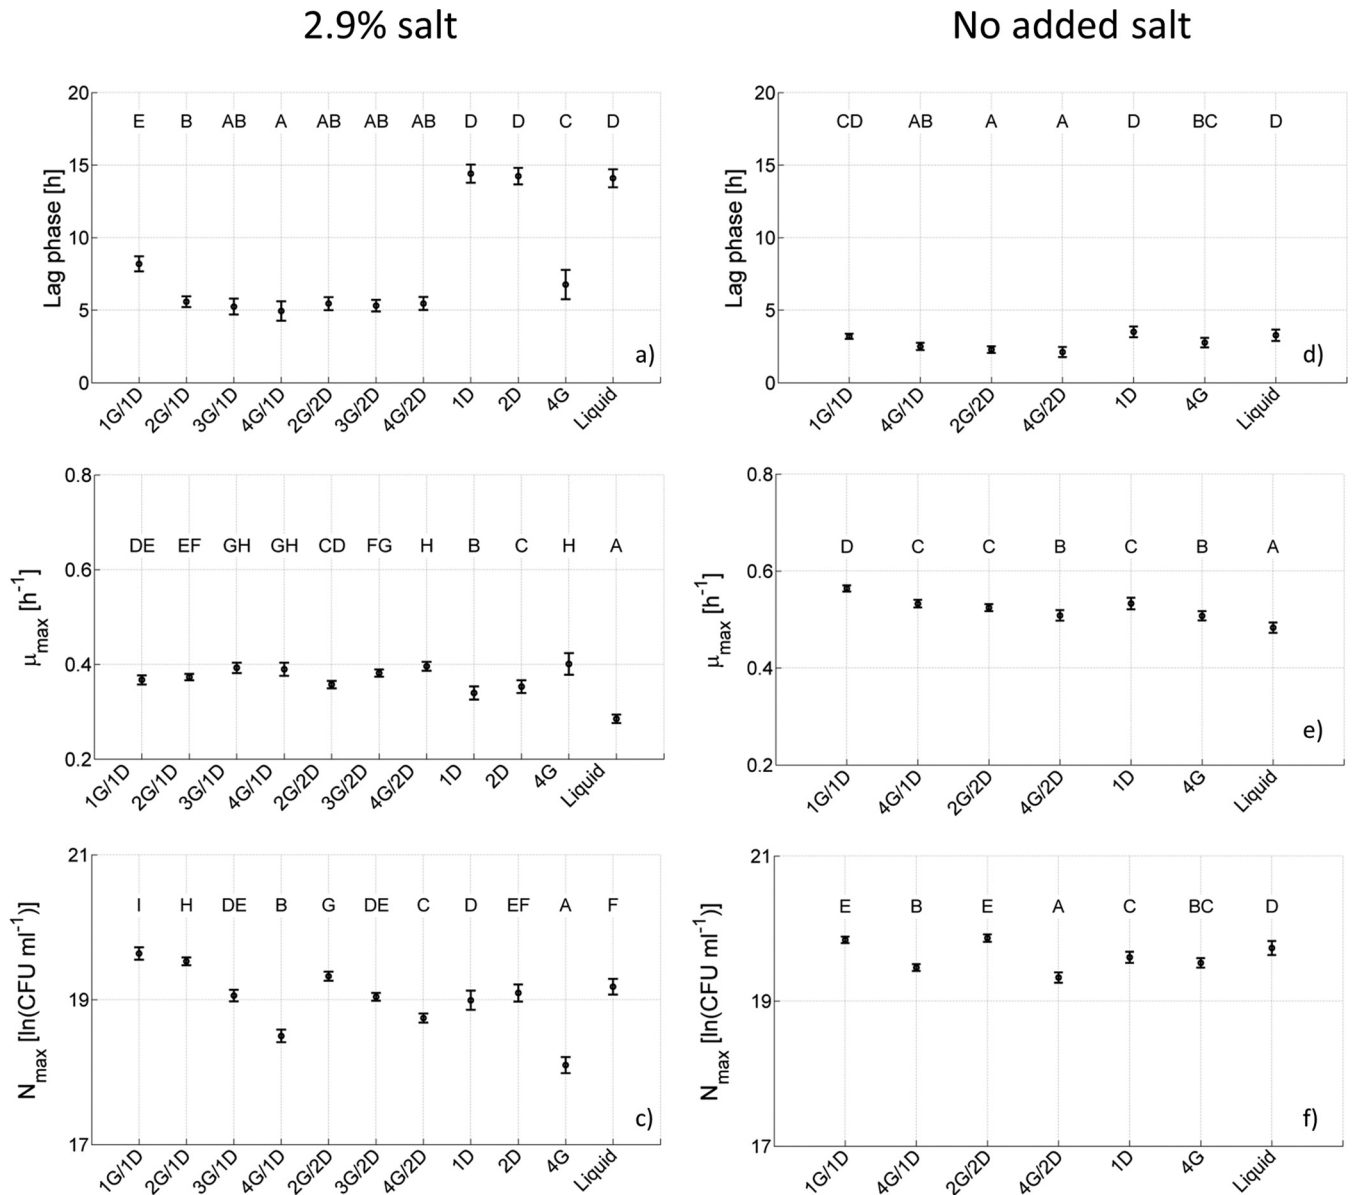 2.9% salt
No added salt
20
15
10
5
0
Lag phase [h]
E B AB A AB AB AB D D C D
a)
1G/1D 2G/1D 3G/1D 4G/1D 2G/2D 3G/2D 4G/2D 1D 2D 4G Liquid
20
15
10
5
0
Lag phase [h]
CD AB A A D BC D
d)
1G/1D 4G/1D 2G/2D 4G/2D 1D 4G Liquid
0.8
0.6
0.4
0.2
μmax [h-1]
DE EF GH GH CD FG H B C H A
1G/1D 2G/1D 3G/1D 4G/1D 2G/2D 3G/2D 4G/2D 1D 2D 4G Liquid
0.8
0.6
0.4
0.2
μmax [h-1]
D C C B C B A
e)
1G/1D 4G/1D 2G/2D 4G/2D 1D 4G Liquid
21
19
17
Nmax [ln(CFU ml-1)]
I H DE B G DE C D EF A F
c)
1G/1D 2G/1D 3G/1D 4G/1D 2G/2D 3G/2D 4G/2D 1D 2D 4G Liquid
21
19
17
Nmax [ln(CFU ml-1)]
E B E A C BC D
f)
1G/1D 4G/1D 2G/2D 4G/2D 1D 4G Liquid